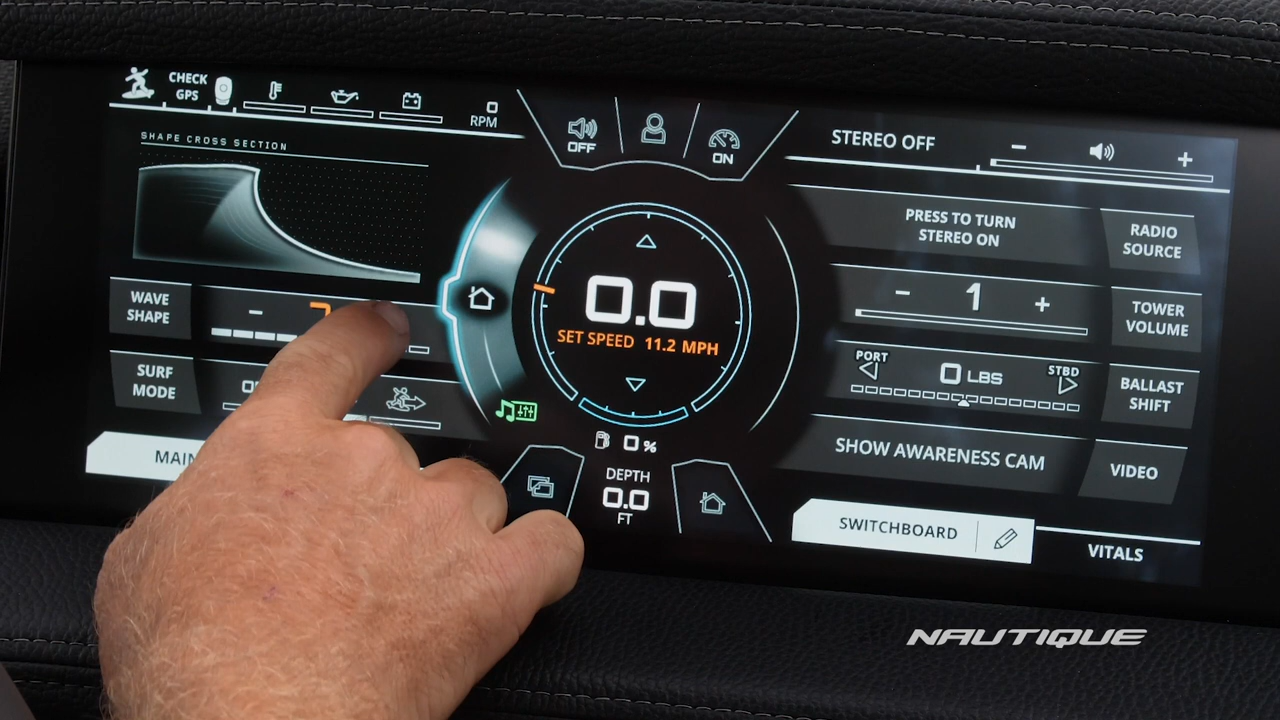 CHECK
GPS
0
RPM
OFF
ON
STEREO OFF
- +
SHAPE CROSS SECTION
PRESS TO TURN
STEREO ON
RADIO
SOURCE
WAVE
SHAPE
-
0.0
SET SPEED 11.2 MPH
- 1 +
TOWER
VOLUME
SURF
MODE
PORT
0 LBS
STBD
BALLAST
SHIFT
0 %
SHOW AWARENESS CAM
VIDEO
DEPTH
0.0
FT
SWITCHBOARD
VITALS
NAUTIQUE